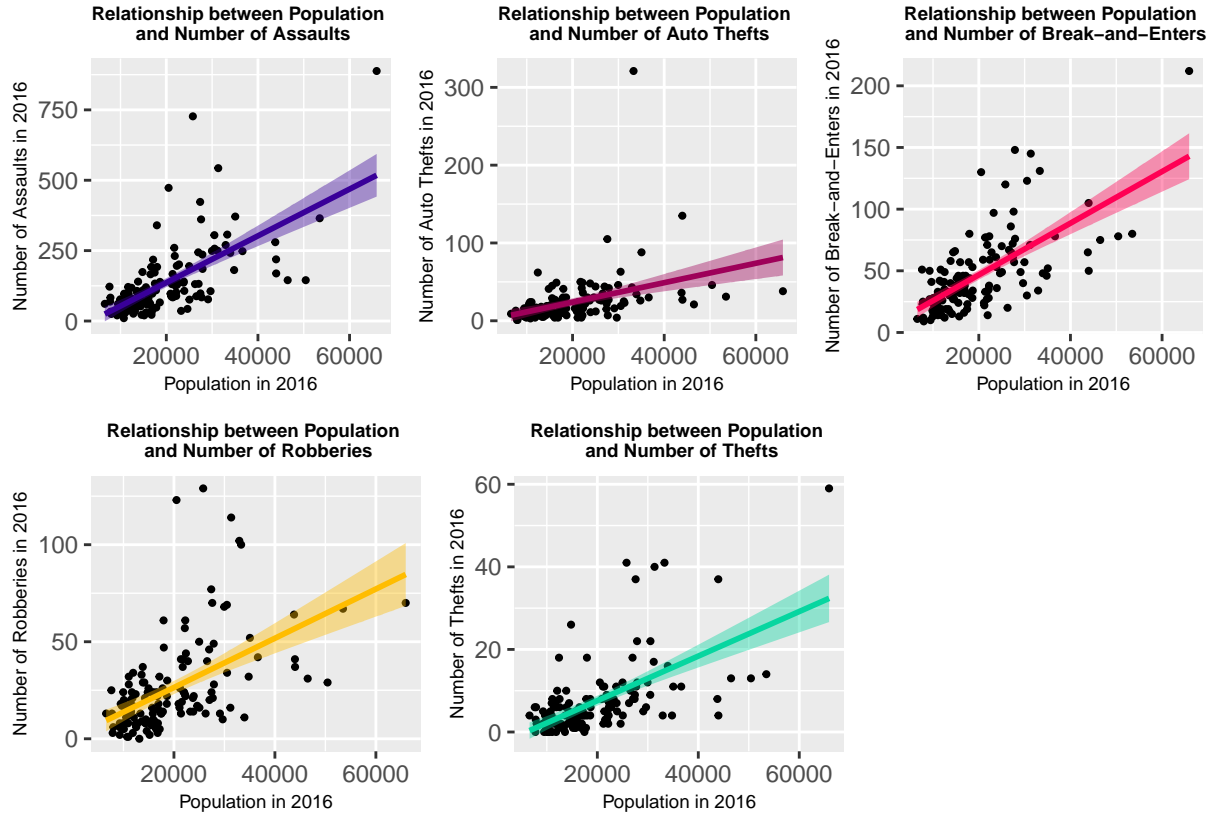 Relationship between Population
and Number of Assaults
Number of Assaults in 2016
750
500
250
0
20000 40000 60000
Population in 2016
Relationship between Population
and Number of Auto Thefts
Number of Auto Thefts in 2016
300
200
100
0
20000 40000 60000
Population in 2016
Relationship between Population
and Number of Break−and−Enters
Number of Break−and−Enters in 2016
200
150
100
50
0
20000 40000 60000
Population in 2016
Relationship between Population
and Number of Robberies
Number of Robberies in 2016
100
50
0
20000 40000 60000
Population in 2016
Relationship between Population
and Number of Thefts
Number of Thefts in 2016
60
40
20
0
20000 40000 60000
Population in 2016